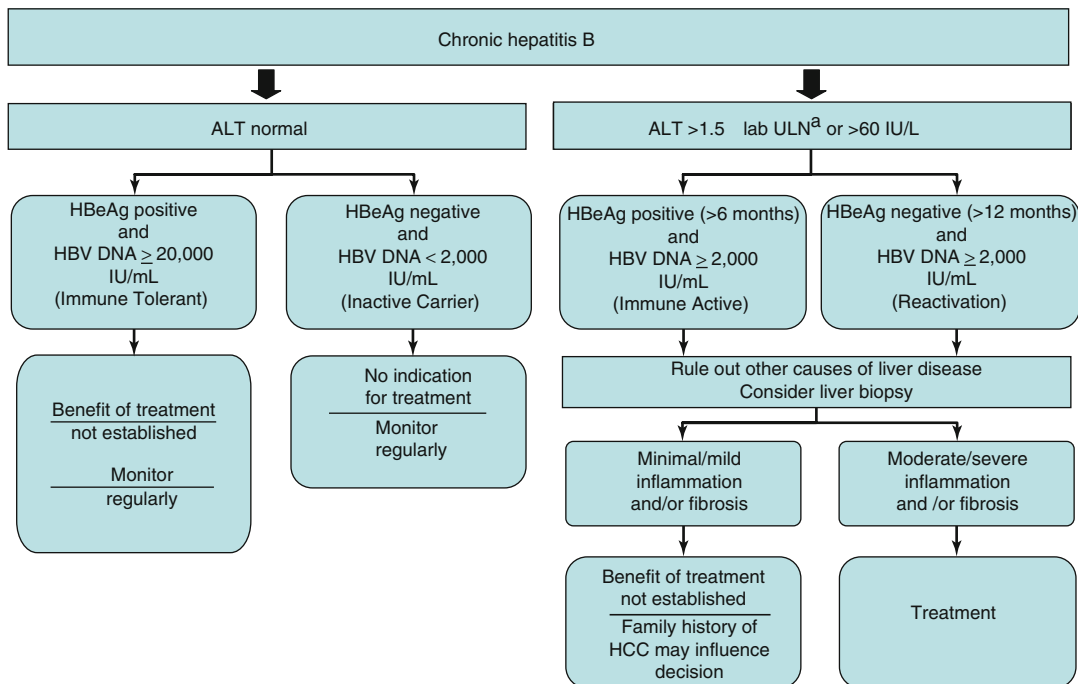 Chronic hepatitis B
ALT normal
ALT >1.5 lab ULNᵃ or >60 IU/L
HBeAg positive
and
HBV DNA ≥ 20,000
IU/mL
(Immune Tolerant)
HBeAg negative
and
HBV DNA < 2,000
IU/mL
(Inactive Carrier)
HBeAg positive (>6 months)
and
HBV DNA ≥ 2,000
IU/mL
(Immune Active)
HBeAg negative (>12 months)
and
HBV DNA ≥ 2,000
IU/mL
(Reactivation)
Benefit of treatment
not established
Monitor
regularly
No indication
for treatment
Monitor
regularly
Rule out other causes of liver disease
Consider liver biopsy
Minimal/mild
inflammation
and/or fibrosis
Moderate/severe
inflammation
and /or fibrosis
Benefit of treatment
not established
Family history of
HCC may influence
decision
Treatment